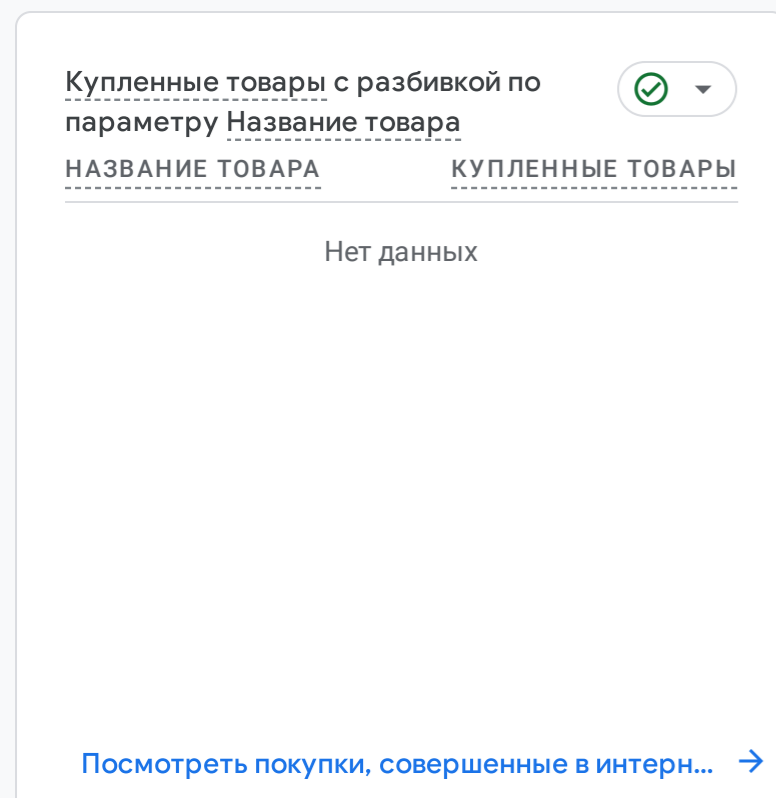 Купленные товары с разбивкой по
параметру Название товара
НАЗВАНИЕ ТОВАРА КУПЛЕННЫЕ ТОВАРЫ
Нет данных
Посмотреть покупки, совершенные в интерн...